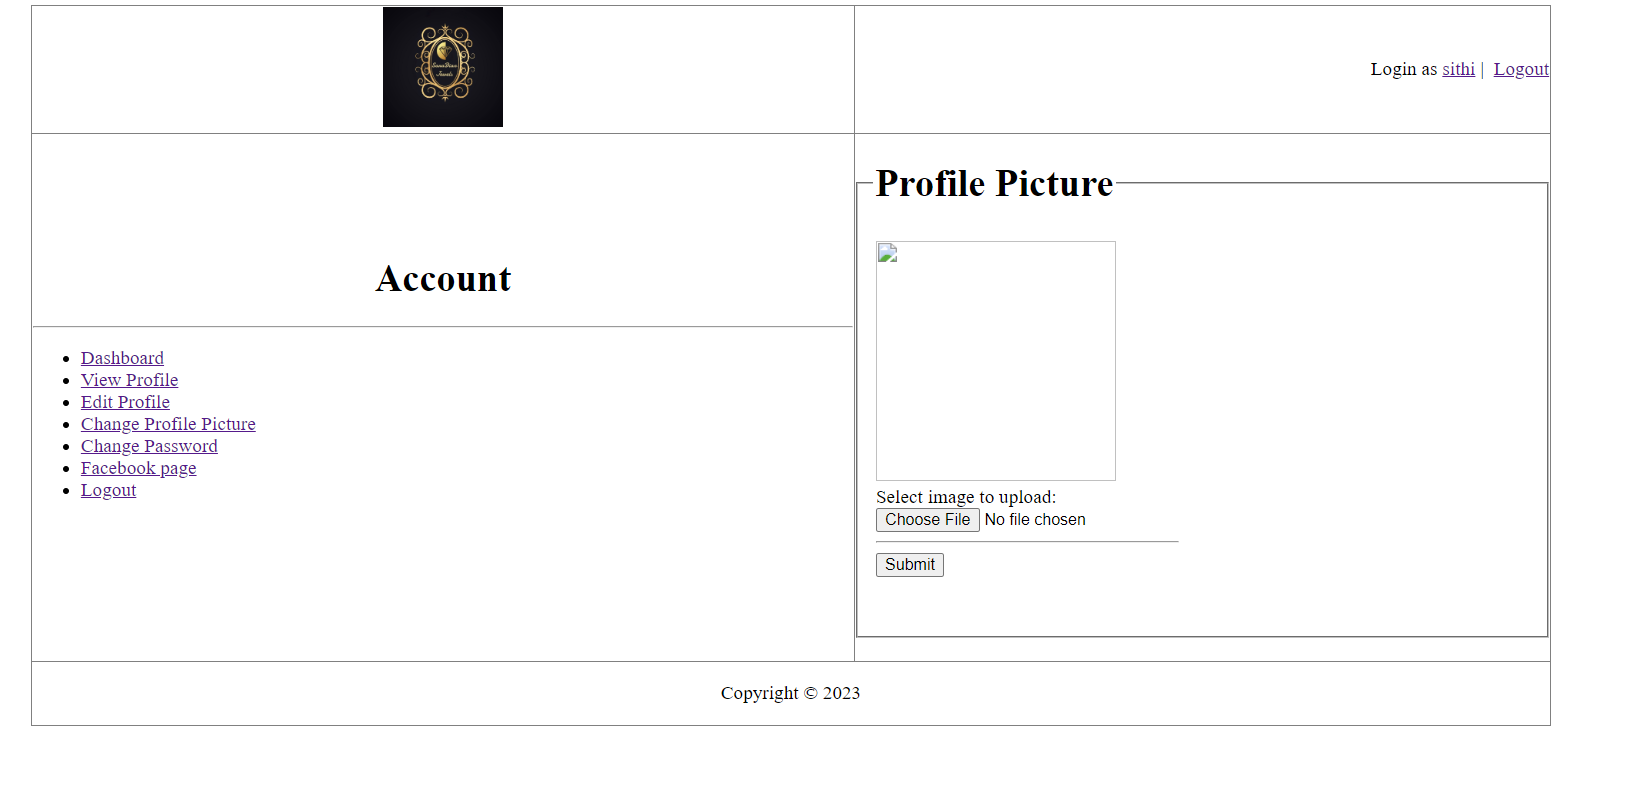 Login as sithi | Logout
Account
Dashboard
View Profile
Edit Profile
Change Profile Picture
Change Password
Facebook page
Logout
Profile Picture
Select image to upload:
Choose File No file chosen
Submit
Copyright © 2023